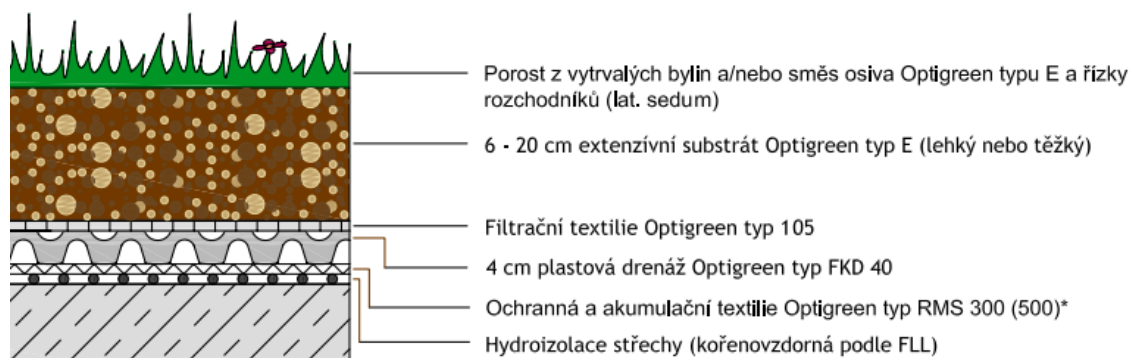 Porost z vytrvalých bylin a/nebo směs osiva Optigreen typu E a řízky
rozchodníků (lat. sedum)
6 - 20 cm extenzívní substrát Optigreen typ E (lehký nebo těžký)
Filtrační textilie Optigreen typ 105
4 cm plastová drenáž Optigreen typ FKD 40
Ochranná a akumulační textilie Optigreen typ RMS 300 (500)*
Hydroizolace střechy (kořenovzdorná podle FLL)